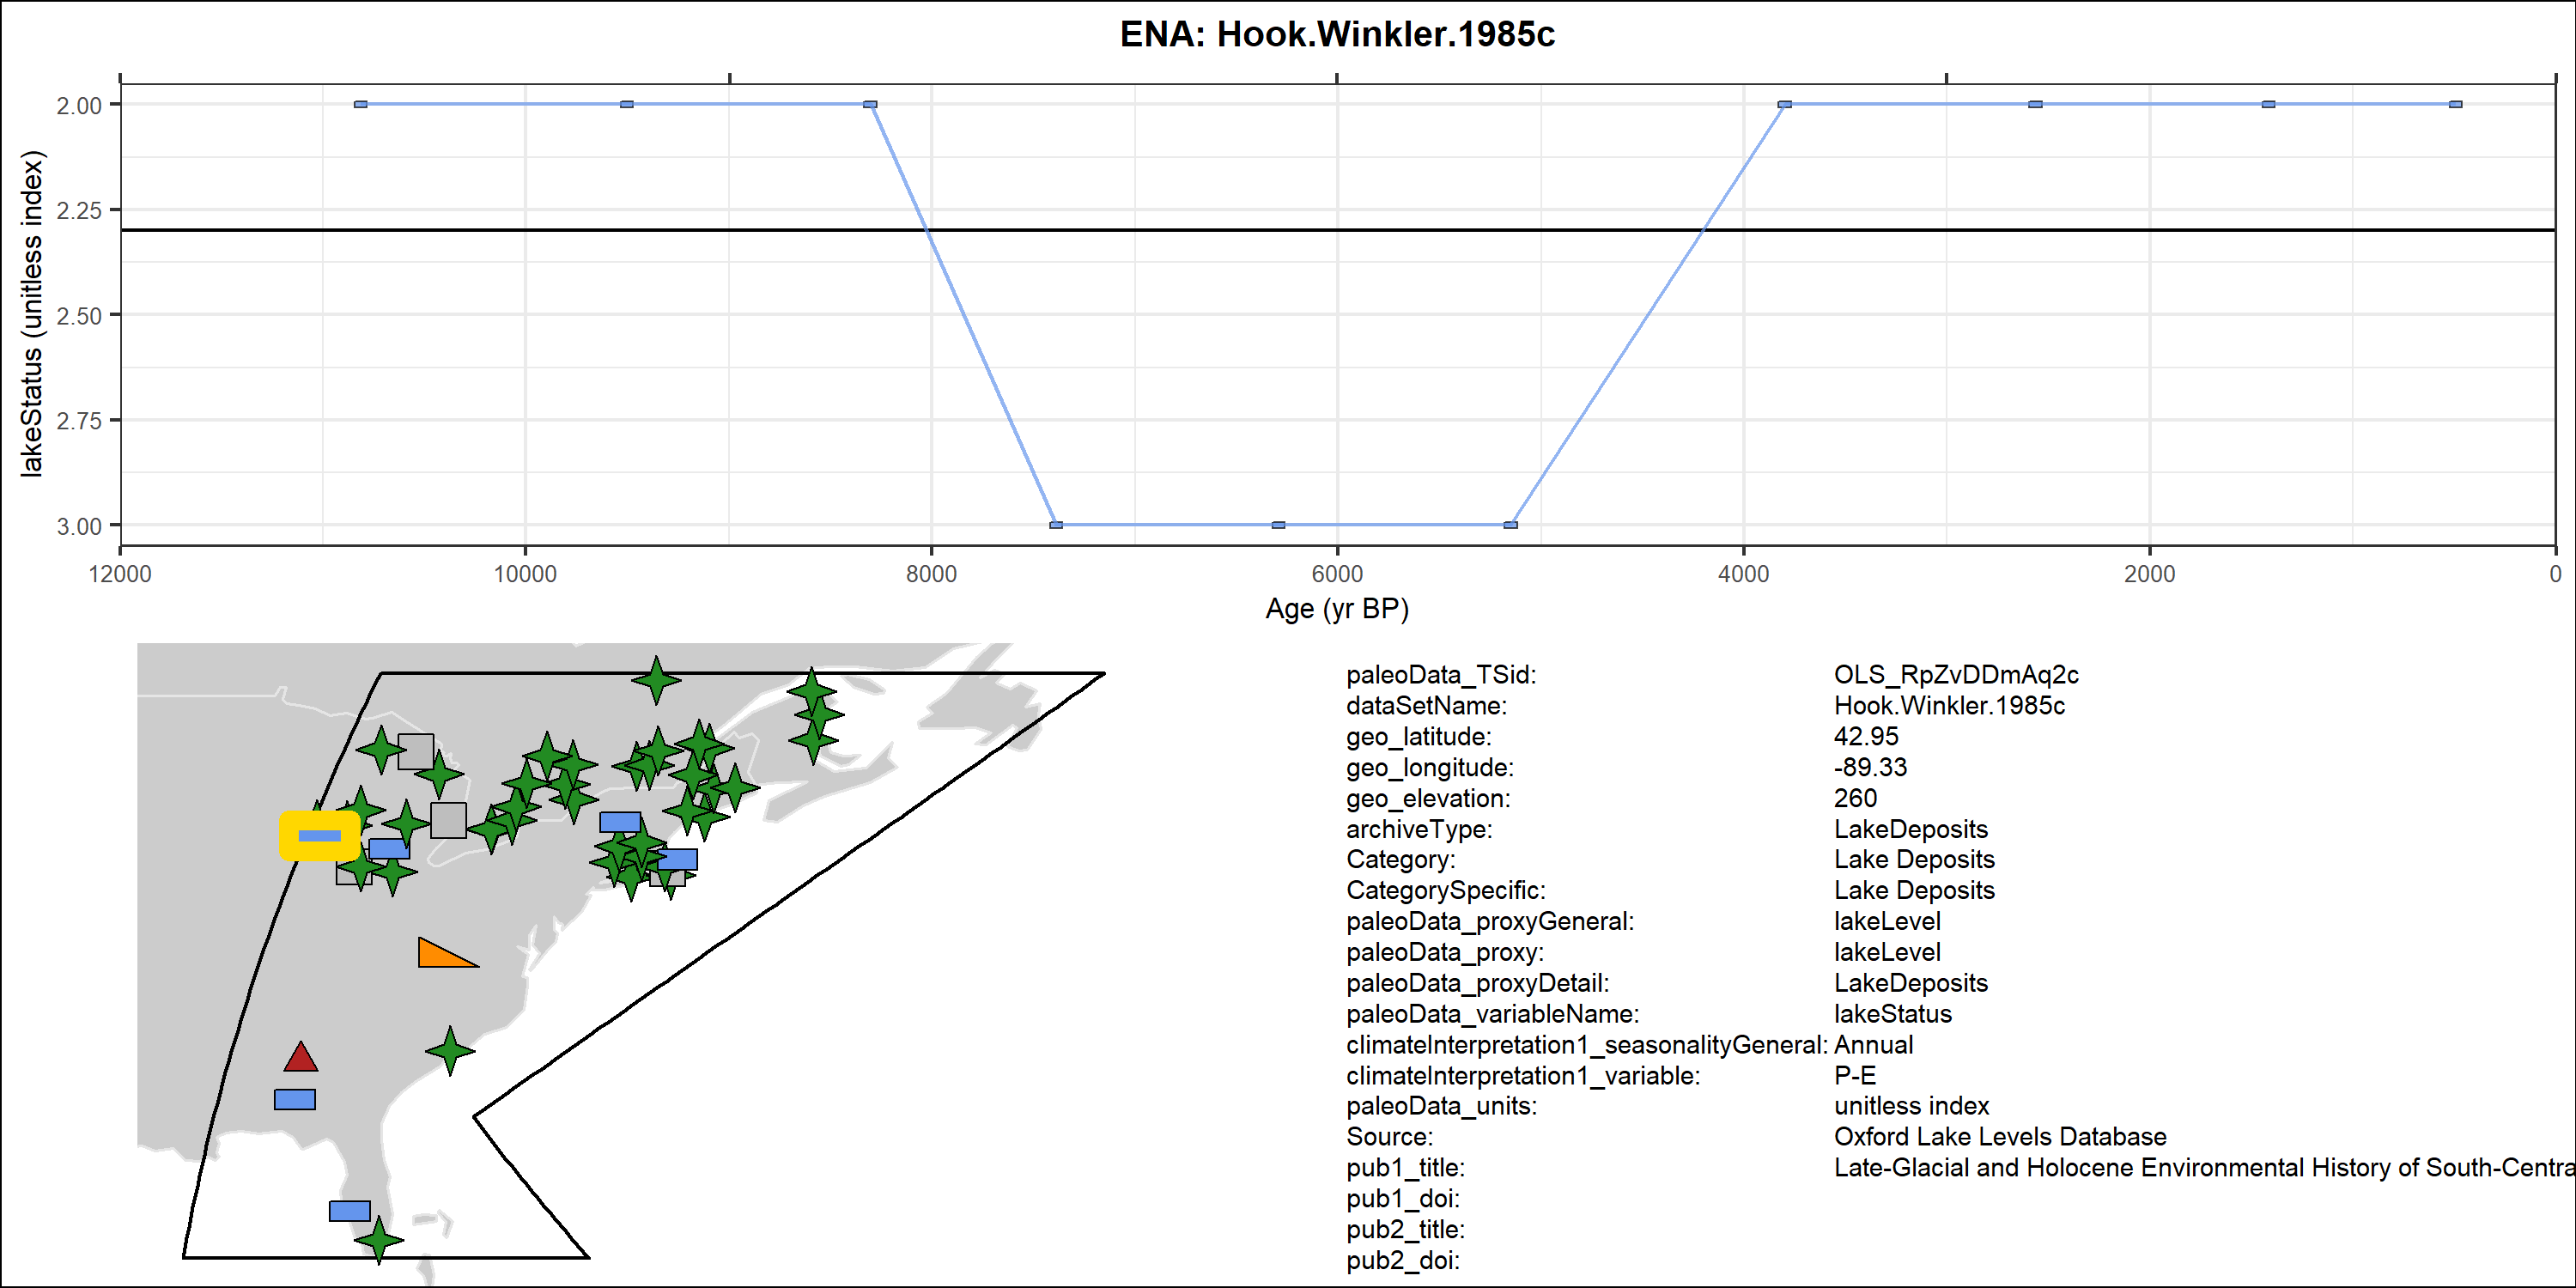 ENA: Hook.Winkler.1985c
lakeStatus (unitless index)
2.00
2.25
2.50
2.75
3.00
12000 10000 8000 6000 4000 2000 0
Age (yr BP)
paleoData_TSid: OLS_RpZvDDmAq2c
dataSetName: Hook.Winkler.1985c
geo_latitude: 42.95
geo_longitude: -89.33
geo_elevation: 260
archiveType: LakeDeposits
Category: Lake Deposits
CategorySpecific: Lake Deposits
paleoData_proxyGeneral: lakeLevel
paleoData_proxy: lakeLevel
paleoData_proxyDetail: LakeDeposits
paleoData_variableName: lakeStatus
climateInterpretation1_seasonalityGeneral: Annual
climateInterpretation1_variable: P-E
paleoData_units: unitless index
Source: Oxford Lake Levels Database
pub1_title: Late-Glacial and Holocene Environmental History of South-Centra
pub1_doi:
pub2_title:
pub2_doi: